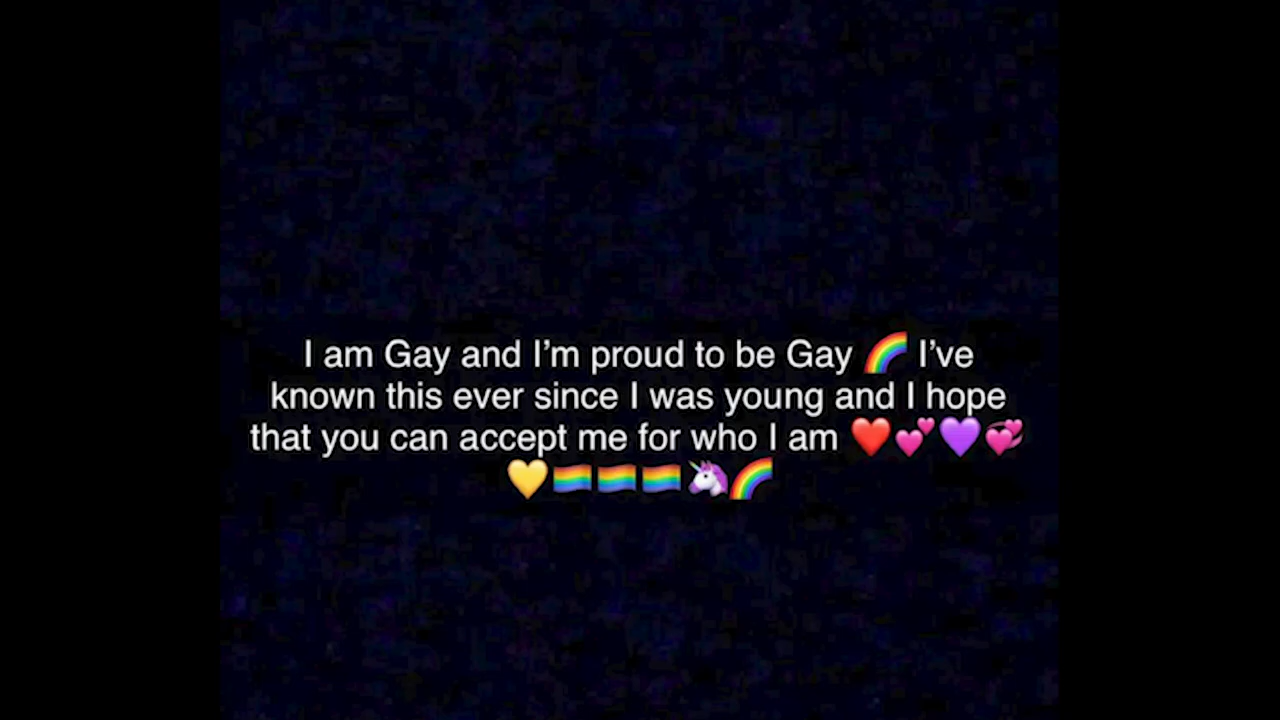 I am Gay and I’m proud to be Gay 🌈 I’ve
known this ever since I was young and I hope
that you can accept me for who I am ❤️💕💜💞
💛🏳️‍🌈🏳️‍🌈🏳️‍🌈🦄🌈